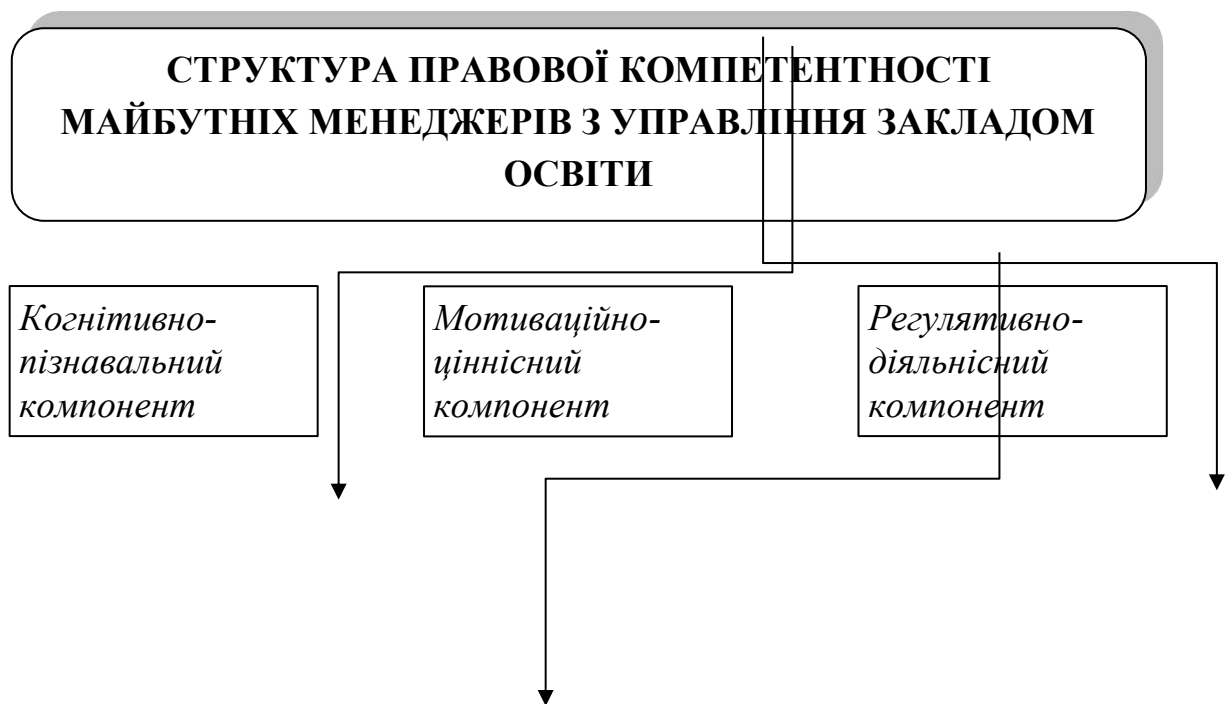 СТРУКТУРА ПРАВОВОЇ КОМПЕТЕНТНОСТІ
МАЙБУТНІХ МЕНЕДЖЕРІВ З УПРАВЛІННЯ ЗАКЛАДОМ
ОСВІТИ
Когнітивно-
пізнавальний
компонент
Мотиваційно-
ціннісний
компонент
Регулятивно-
діяльнісний
компонент